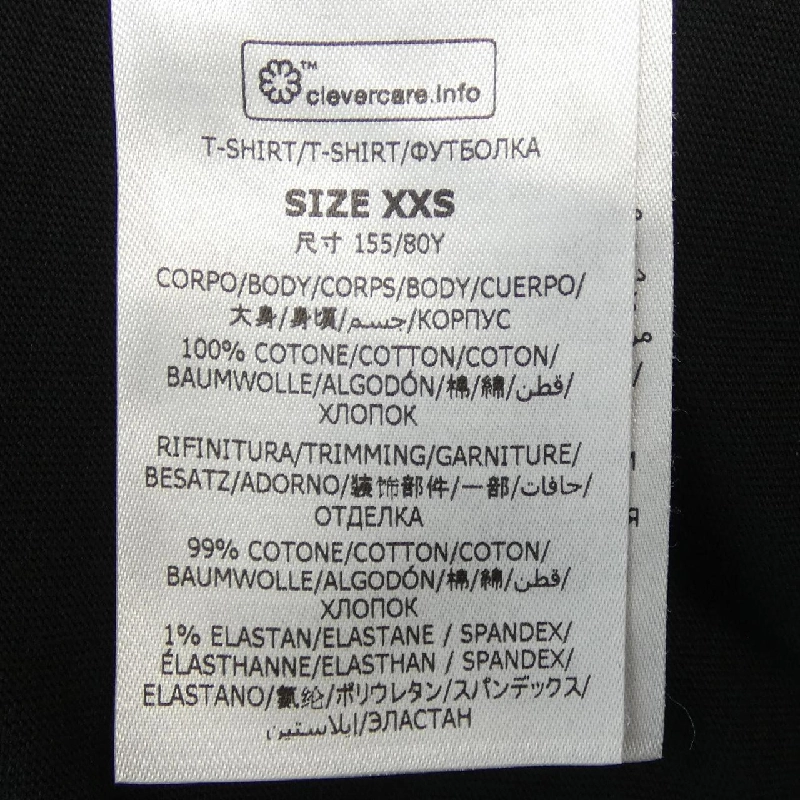 ™
clevercare.info
T-SHIRT/T-SHIRT/ФУТБОЛКА
SIZE XXS
尺寸 155/80Y
CORPO/BODY/CORPS/BODY/CUERPO/
大身/身頃/جسم/КОРПУС
100% COTONE/COTTON/COTON/
BAUMWOLLE/ALGODÓN/棉/綿/قطن/
ХЛОПОК
RIFINITURA/TRIMMING/GARNITURE/
BESATZ/ADORNO/装饰部件/一部/حافات/
ОТДЕЛКА
99% COTONE/COTTON/COTON/
BAUMWOLLE/ALGODÓN/棉/綿/قطن/
ХЛОПОК
1% ELASTAN/ELASTANE / SPANDEX/
ÉLASTHANNE/ELASTHAN / SPANDEX/
ELASTANO/氨纶/ポリウレタン/スパンデックス/
إيلاستين/ЭЛАСТАН